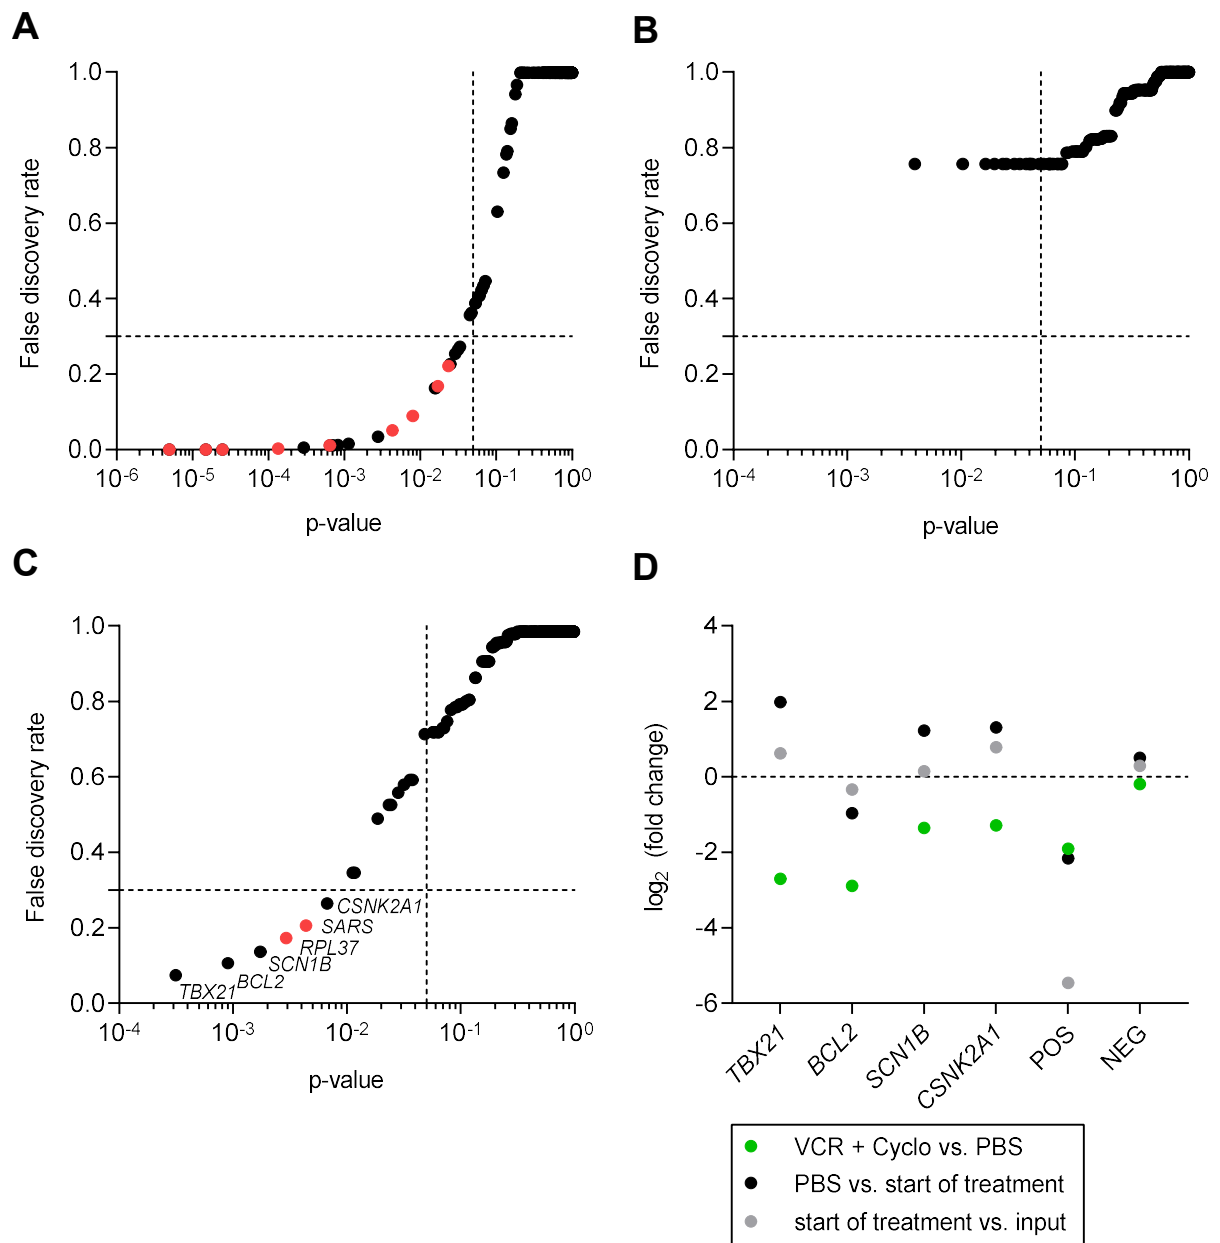 A
B
1.0
0.8
0.6
0.4
0.2
0.0
False discovery rate
10-6
10-5
10-4
10-3
10-2
10-1
100
p-value
1.0
0.8
0.6
0.4
0.2
0.0
False discovery rate
10-4
10-3
10-2
10-1
100
p-value
C
D
1.0
0.8
0.6
0.4
0.2
0.0
False discovery rate
CSNK2A1
SARS
RPL37
SCN1B
BCL2
TBX21
10-4
10-3
10-2
10-1
100
p-value
4
2
0
-2
-4
-6
log2 (fold change)
TBX21
BCL2
SCN1B
CSNK2A1
POS
NEG
VCR + Cyclo vs. PBS
PBS vs. start of treatment
start of treatment vs. input